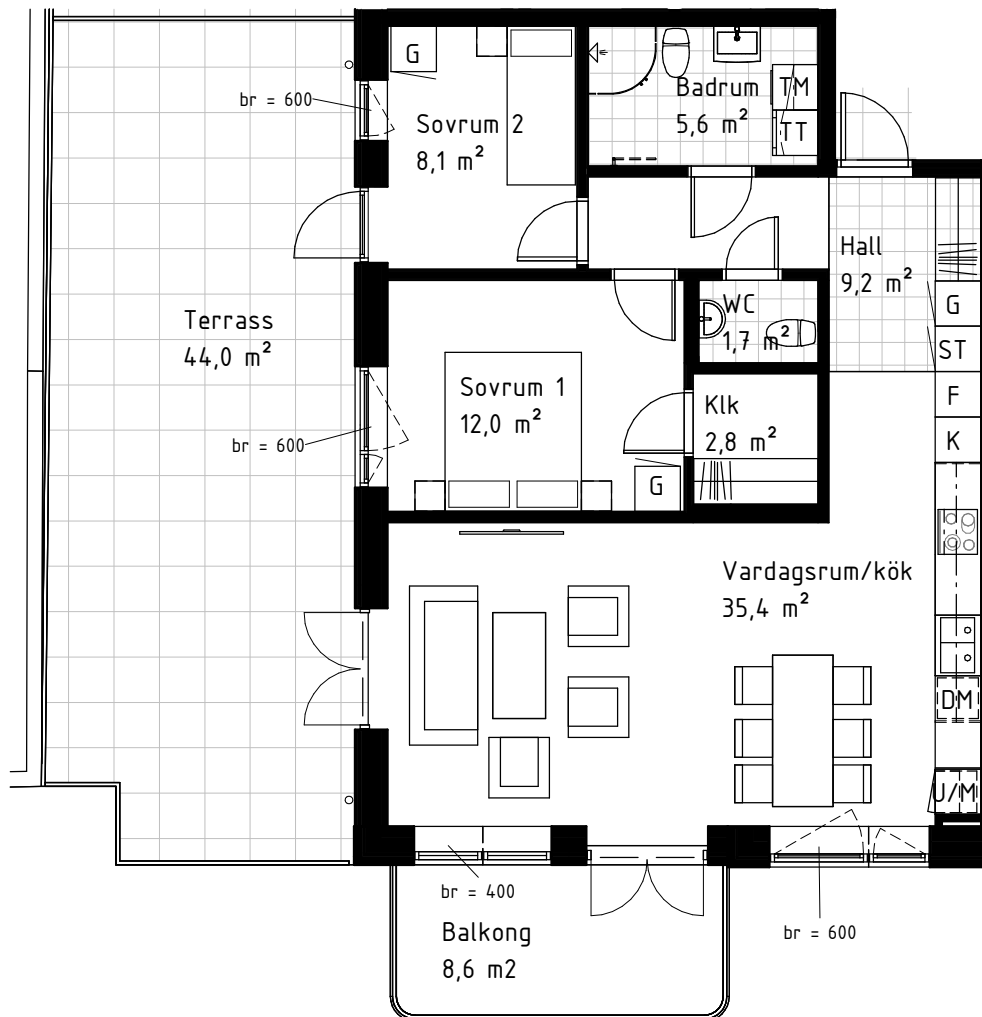 G
br = 600
Sovrum 2
8,1 m²
Badrum
5,6 m²
TM
TT
Hall
9,2 m²
G
ST
F
K
WC
1,7 m²
Terrass
44,0 m²
Sovrum 1
12,0 m²
br = 600
Klk
2,8 m²
G
Vardagsrum/kök
35,4 m²
DM
U/M
br = 400
br = 600
Balkong
8,6 m2